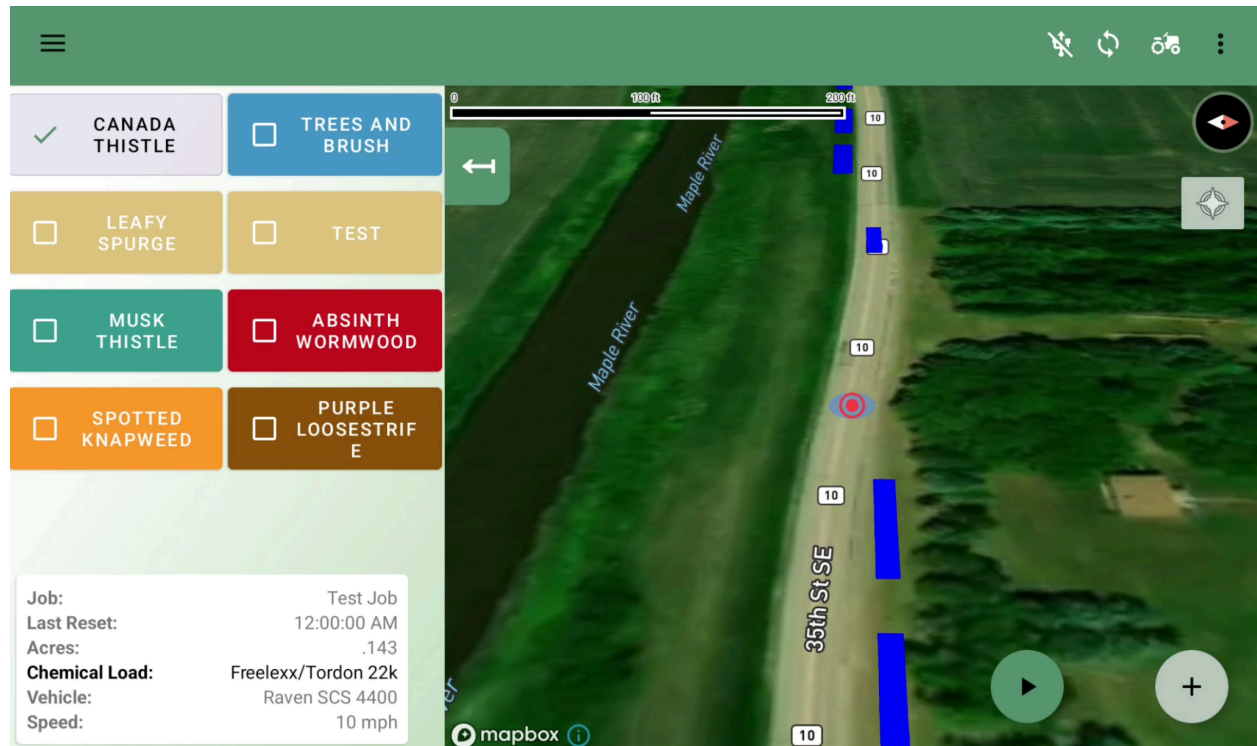 CANADA
THISTLE
TREES AND
BRUSH
LEAFY
SPURGE
TEST
MUSK
THISTLE
ABSINTH
WORMWOOD
SPOTTED
KNAPWEED
PURPLE
LOOSESTRIF
E
Job: Test Job
Last Reset: 12:00:00 AM
Acres: .143
Chemical Load: Freelexx/Tordon 22k
Vehicle: Raven SCS 4400
Speed: 10 mph
0 100 ft 200 ft
10
Maple River
10
10
Maple River
10
35th St SE
10
mapbox